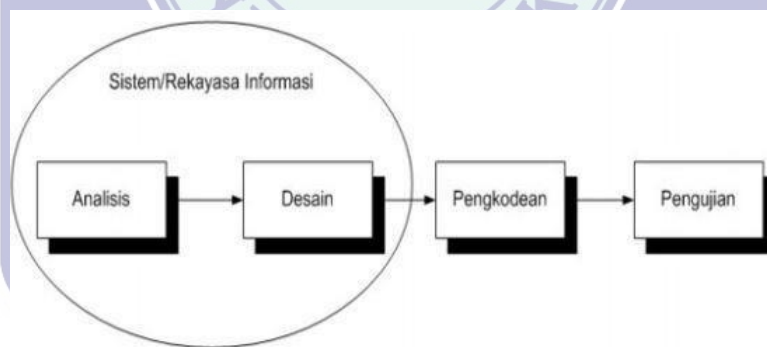 Sistem/Rekayasa Informasi
Analisis
Desain
Pengkodean
Pengujian